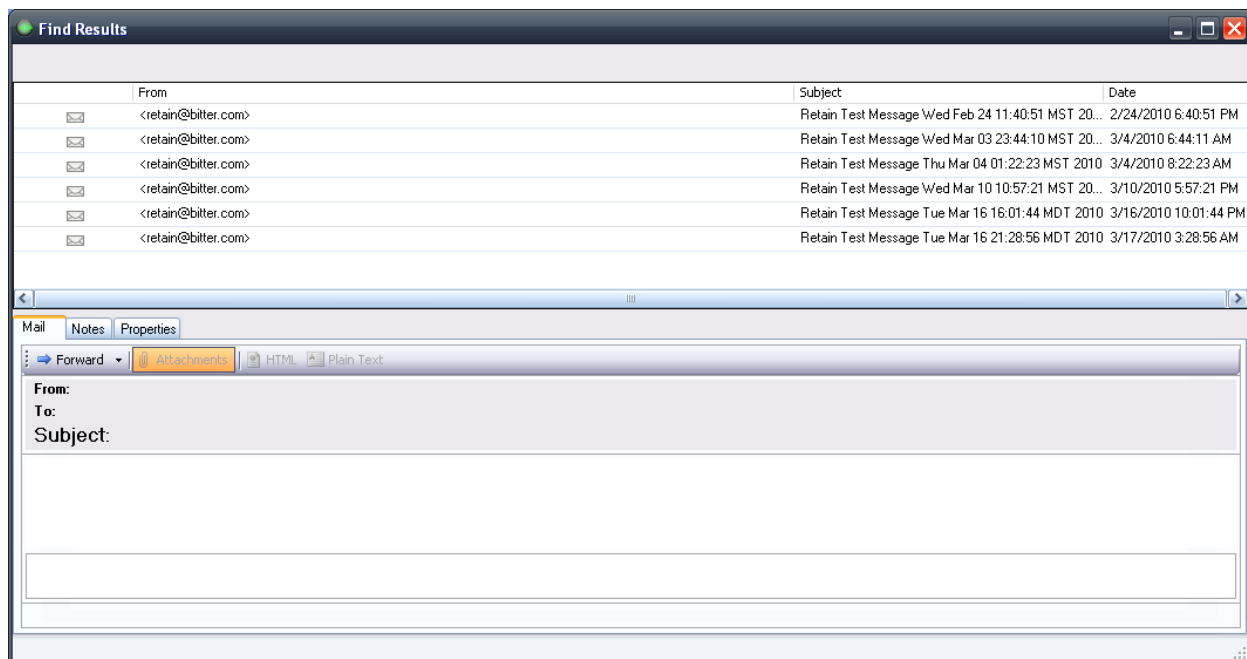 Find Results
From Subject Date
<retain@bitter.com> Retain Test Message Wed Feb 24 11:40:51 MST 20... 2/24/2010 6:40:51 PM
<retain@bitter.com> Retain Test Message Wed Mar 03 23:44:10 MST 20... 3/4/2010 6:44:11 AM
<retain@bitter.com> Retain Test Message Thu Mar 04 01:22:23 MST 2010 3/4/2010 8:22:23 AM
<retain@bitter.com> Retain Test Message Wed Mar 10 10:57:21 MST 20... 3/10/2010 5:57:21 PM
<retain@bitter.com> Retain Test Message Tue Mar 16 16:01:44 MDT 2010 3/16/2010 10:01:44 PM
<retain@bitter.com> Retain Test Message Tue Mar 16 21:28:56 MDT 2010 3/17/2010 3:28:56 AM
Mail Notes Properties
Forward Attachments HTML Plain Text
From:
To:
Subject: